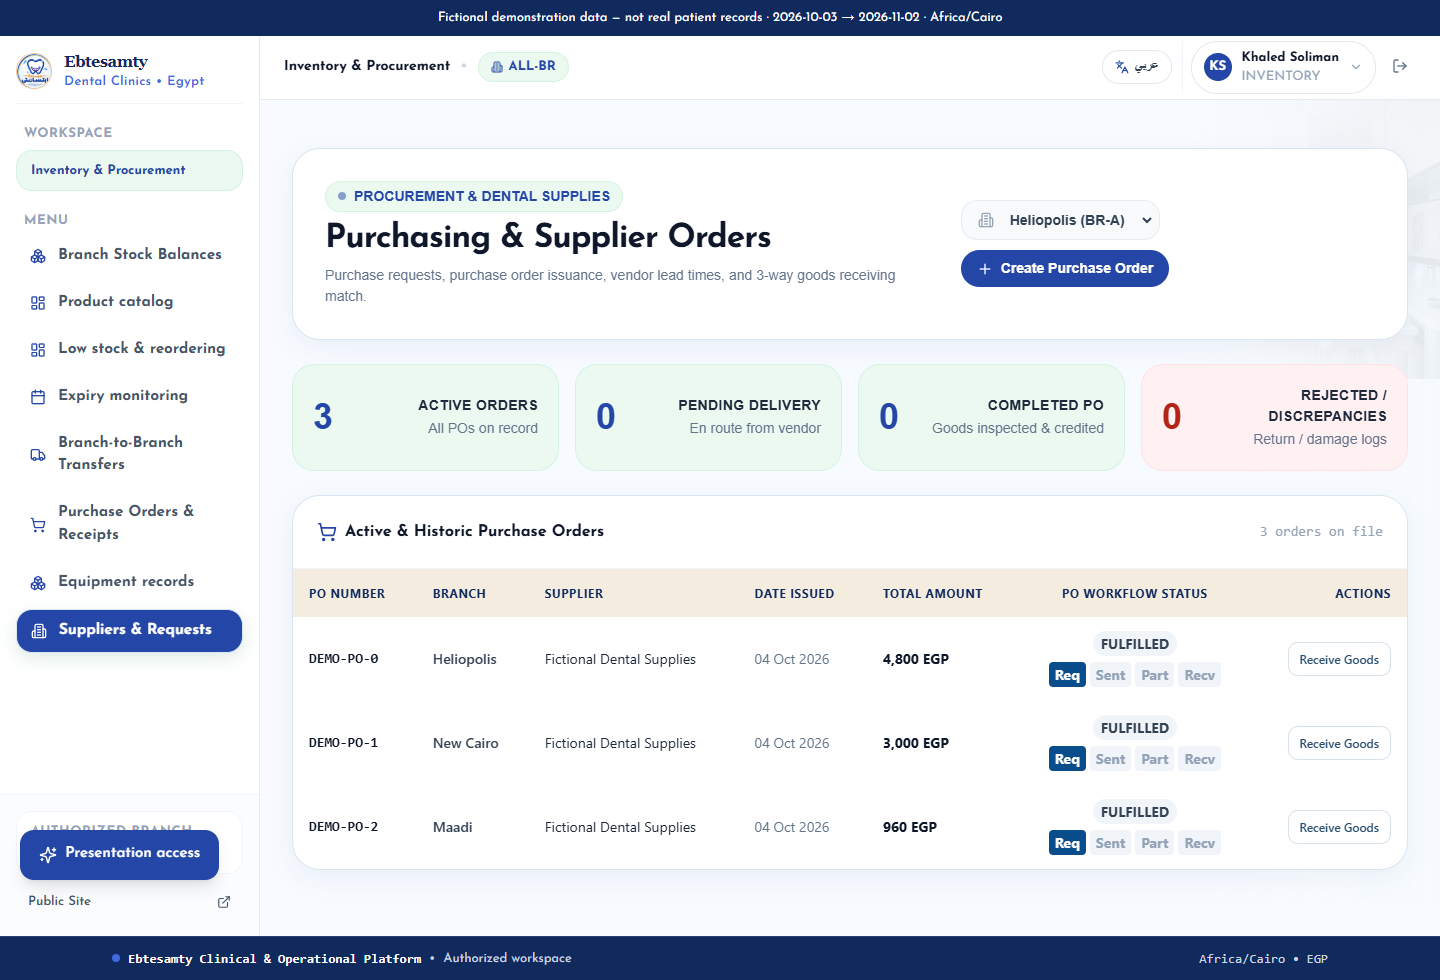 Fictional demonstration data — not real patient records · 2026-10-03 → 2026-11-02 · Africa/Cairo
Ebtesamty
Dental Clinics • Egypt
Inventory & Procurement
ALL-BR
عربي
KS
Khaled Soliman
INVENTORY
WORKSPACE
Inventory & Procurement
MENU
Branch Stock Balances
Product catalog
Low stock & reordering
Expiry monitoring
Branch-to-Branch
Transfers
Purchase Orders &
Receipts
Equipment records
Suppliers & Requests
AUTHORIZED BRANCH
Presentation access
Public Site
PROCUREMENT & DENTAL SUPPLIES
Purchasing & Supplier Orders
Purchase requests, purchase order issuance, vendor lead times, and 3-way goods receiving
match.
Heliopolis (BR-A)
+ Create Purchase Order
3
ACTIVE ORDERS
All POs on record
0
PENDING DELIVERY
En route from vendor
0
COMPLETED PO
Goods inspected & credited
0
REJECTED /
DISCREPANCIES
Return / damage logs
Active & Historic Purchase Orders
3 orders on file
PO NUMBER BRANCH SUPPLIER DATE ISSUED TOTAL AMOUNT PO WORKFLOW STATUS ACTIONS
DEMO-PO-0 Heliopolis Fictional Dental Supplies 04 Oct 2026 4,800 EGP FULFILLED Receive Goods
Req Sent Part Recv
DEMO-PO-1 New Cairo Fictional Dental Supplies 04 Oct 2026 3,000 EGP FULFILLED Receive Goods
Req Sent Part Recv
DEMO-PO-2 Maadi Fictional Dental Supplies 04 Oct 2026 960 EGP FULFILLED Receive Goods
Req Sent Part Recv
Ebtesamty Clinical & Operational Platform • Authorized workspace
Africa/Cairo • EGP